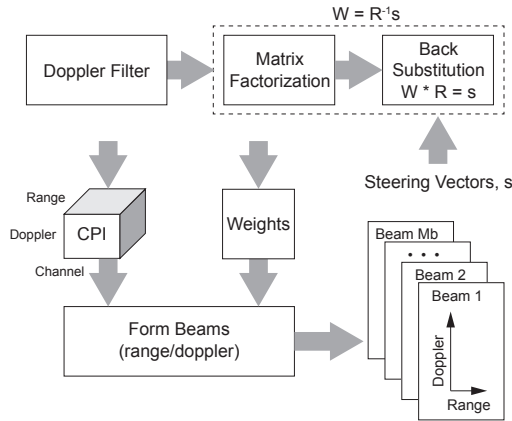 W = R⁻¹s
Doppler Filter
Matrix
Factorization
Back
Substitution
W * R = s
Steering Vectors, s
Range
Doppler
CPI
Channel
Weights
Form Beams
(range/doppler)
Beam Mb
• • •
Beam 2
Beam 1
Doppler
Range